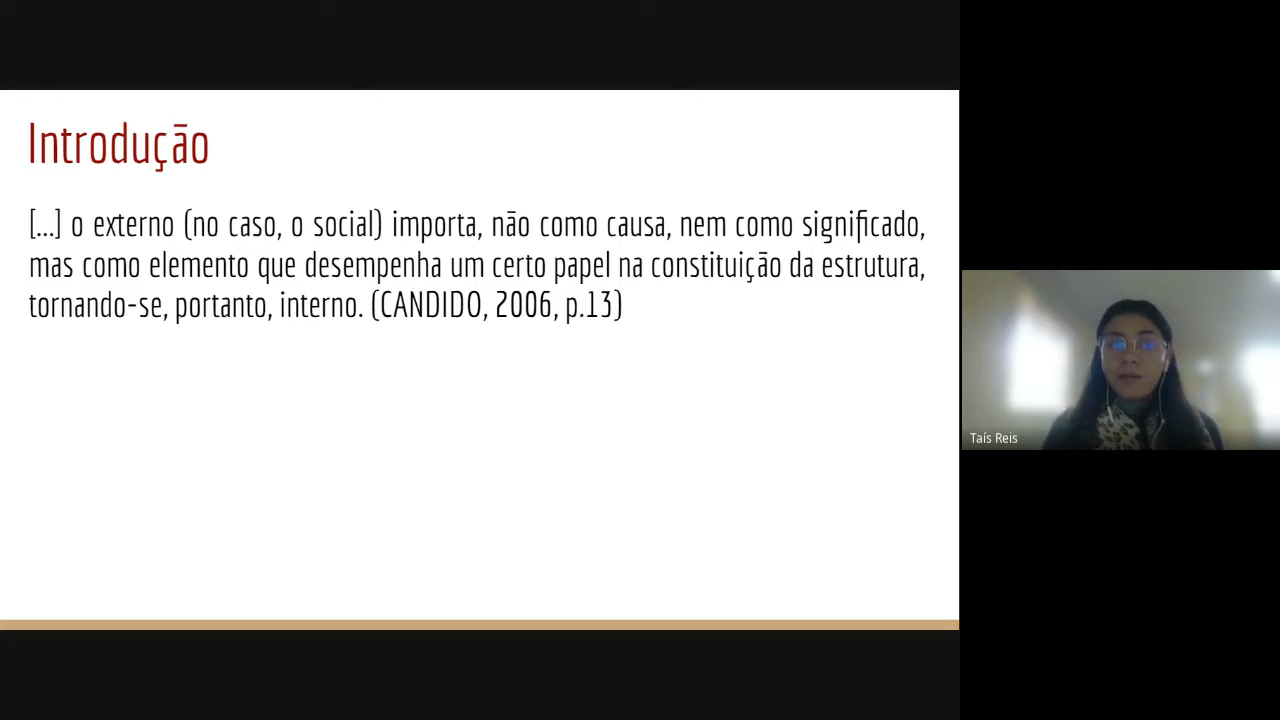 Introdução
[...] o externo (no caso, o social) importa, não como causa, nem como significado,
mas como elemento que desempenha um certo papel na constituição da estrutura,
tornando-se, portanto, interno. (CANDIDO, 2006, p.13)
Taís Reis